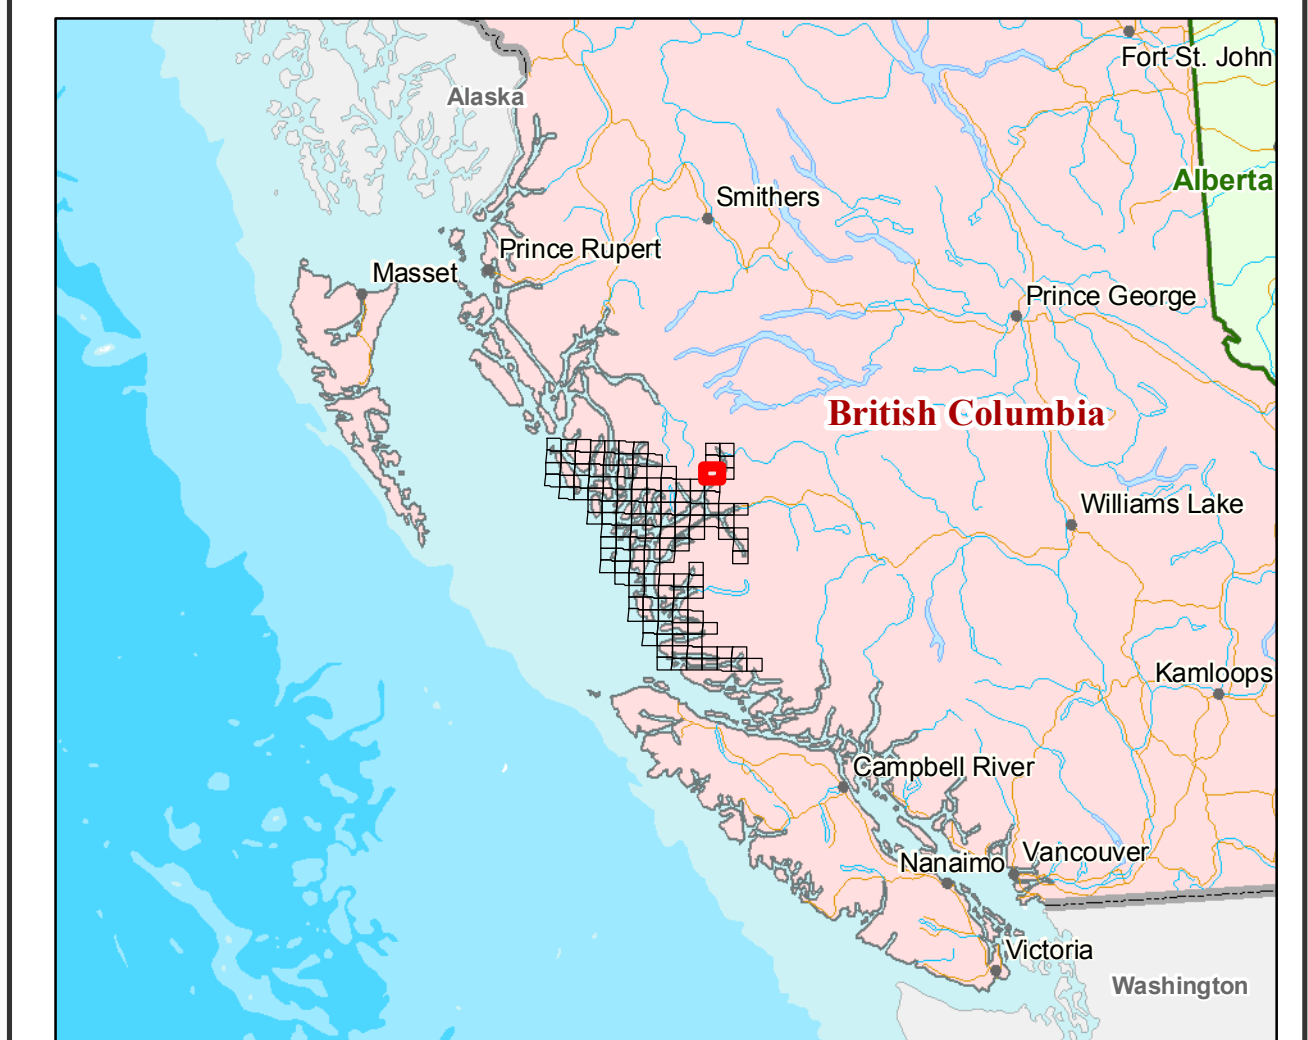 Fort St. John
Alaska
Alberta
Smithers
Prince Rupert
Masset
Prince George
British Columbia
Williams Lake
Kamloops
Campbell River
Vancouver
Nanaimo
Victoria
Washington